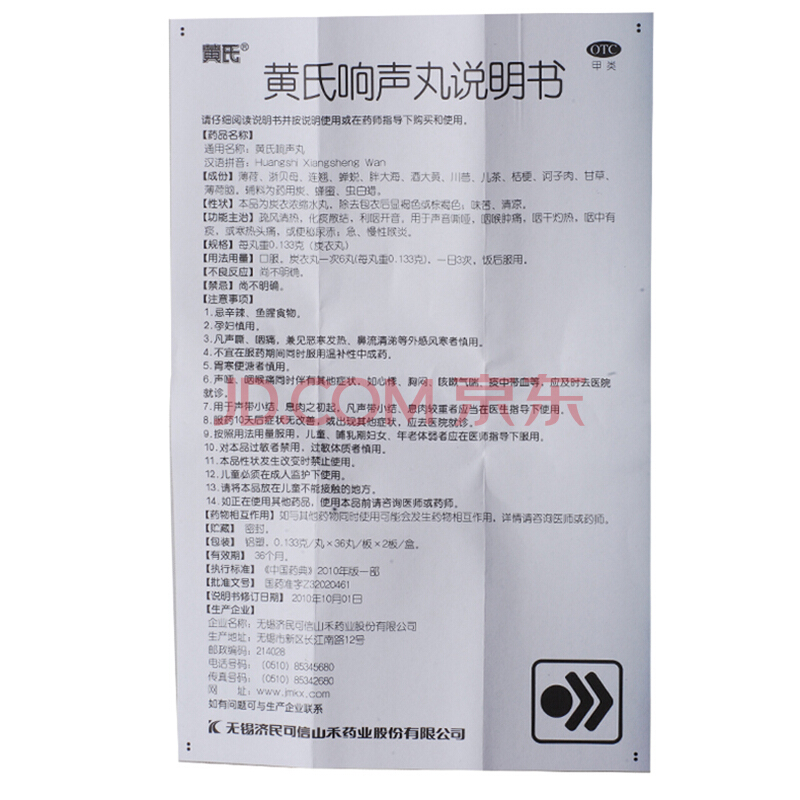 黄氏®
OTC
甲类
黄氏响声丸说明书
请仔细阅读说明书并按说明使用或在药师指导下购买和使用。
【药品名称】
通用名称：黄氏响声丸
汉语拼音：Huangshi Xiangsheng Wan
【成份】薄荷、浙贝母、连翘、蝉蜕、胖大海、酒大黄、川芎、儿茶、桔梗、诃子肉、甘草、
薄荷脑，辅料为药用炭、蜂蜜、虫白蜡。
【性状】本品为炭衣浓缩水丸，除去包衣后显褐色或棕褐色；味苦、清凉。
【功能主治】疏风清热，化痰散结，利咽开音，用于声音嘶哑，咽喉肿痛，咽干灼热，咽中有
痰，或寒热头痛，或便秘尿赤；急、慢性喉炎。
【规格】每丸重0.133克（炭衣丸）
【用法用量】口服。炭衣丸一次6丸(每丸重0.133克)，一日3次，饭后服用。
【不良反应】尚不明确。
【禁忌】尚不明确。
【注意事项】
1.忌辛辣、鱼腥食物。
2.孕妇慎用。
3.凡声嘶、咽痛，兼见恶寒发热、鼻流清涕等外感风寒者慎用。
4.不宜在服药期间同时服用温补性中成药。
5.胃寒便溏者慎用。
6.声哑、咽喉痛同时伴有其他症状，如心悸、胸闷、咳嗽气喘、痰中带血等，应及时去医院
就诊。
7.用于声带小结、息肉之初起，凡声带小结、息肉较重者应当在医生指导下使用。
8.服药10天后症状无改善，或出现其他症状，应去医院就诊。
9.按照用法用量服用，儿童、哺乳期妇女、年老体弱者应在医师指导下服用。
10.对本品过敏者禁用，过敏体质者慎用。
11.本品性状发生改变时禁止使用。
12.儿童必须在成人监护下使用。
13.请将本品放在儿童不能接触的地方。
14.如正在使用其他药品，使用本品前请咨询医师或药师。
【药物相互作用】如与其他药物同时使用可能会发生药物相互作用，详情请咨询医师或药师。
【贮藏】密封。
【包装】铝塑，0.133克/丸×36丸/板×2板/盒。
【有效期】36个月。
【执行标准】《中国药典》2010年版一部
【批准文号】国药准字Z32020461
【说明书修订日期】2010年10月01日
【生产企业】
企业名称：无锡济民可信山禾药业股份有限公司
生产地址：无锡市新区长江南路12号
邮政编码：214028
电话号码：（0510）85345680
传真号码：（0510）85342680
网　址：www.jmkx.com
如有问题可与生产企业联系
无锡济民可信山禾药业股份有限公司
JD.COM 京东